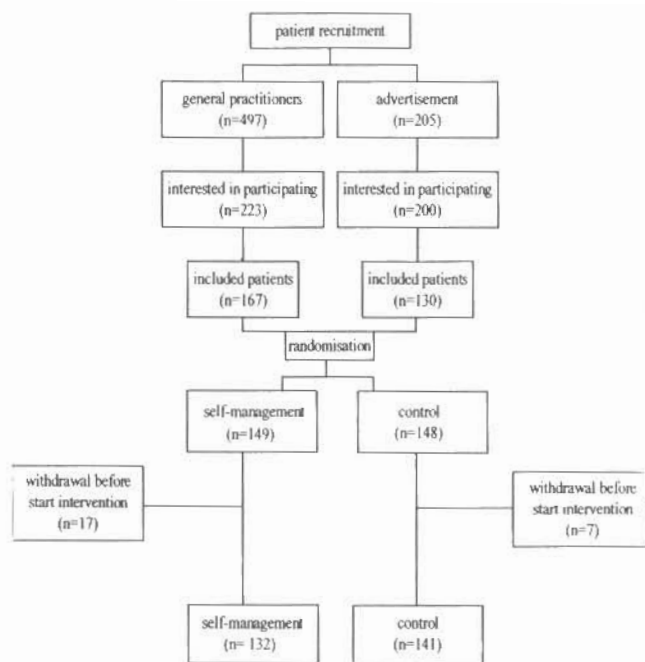 patient recruitment
general practitioners
(n=497)
advertisement
(n=205)
interested in participating
(n=223)
interested in participating
(n=200)
included patients
(n=167)
included patients
(n=130)
randomisation
self-management
(n=149)
control
(n=148)
withdrawal before
start intervention
(n=17)
withdrawal before
start intervention
(n=7)
self-management
(n= 132)
control
(n=141)